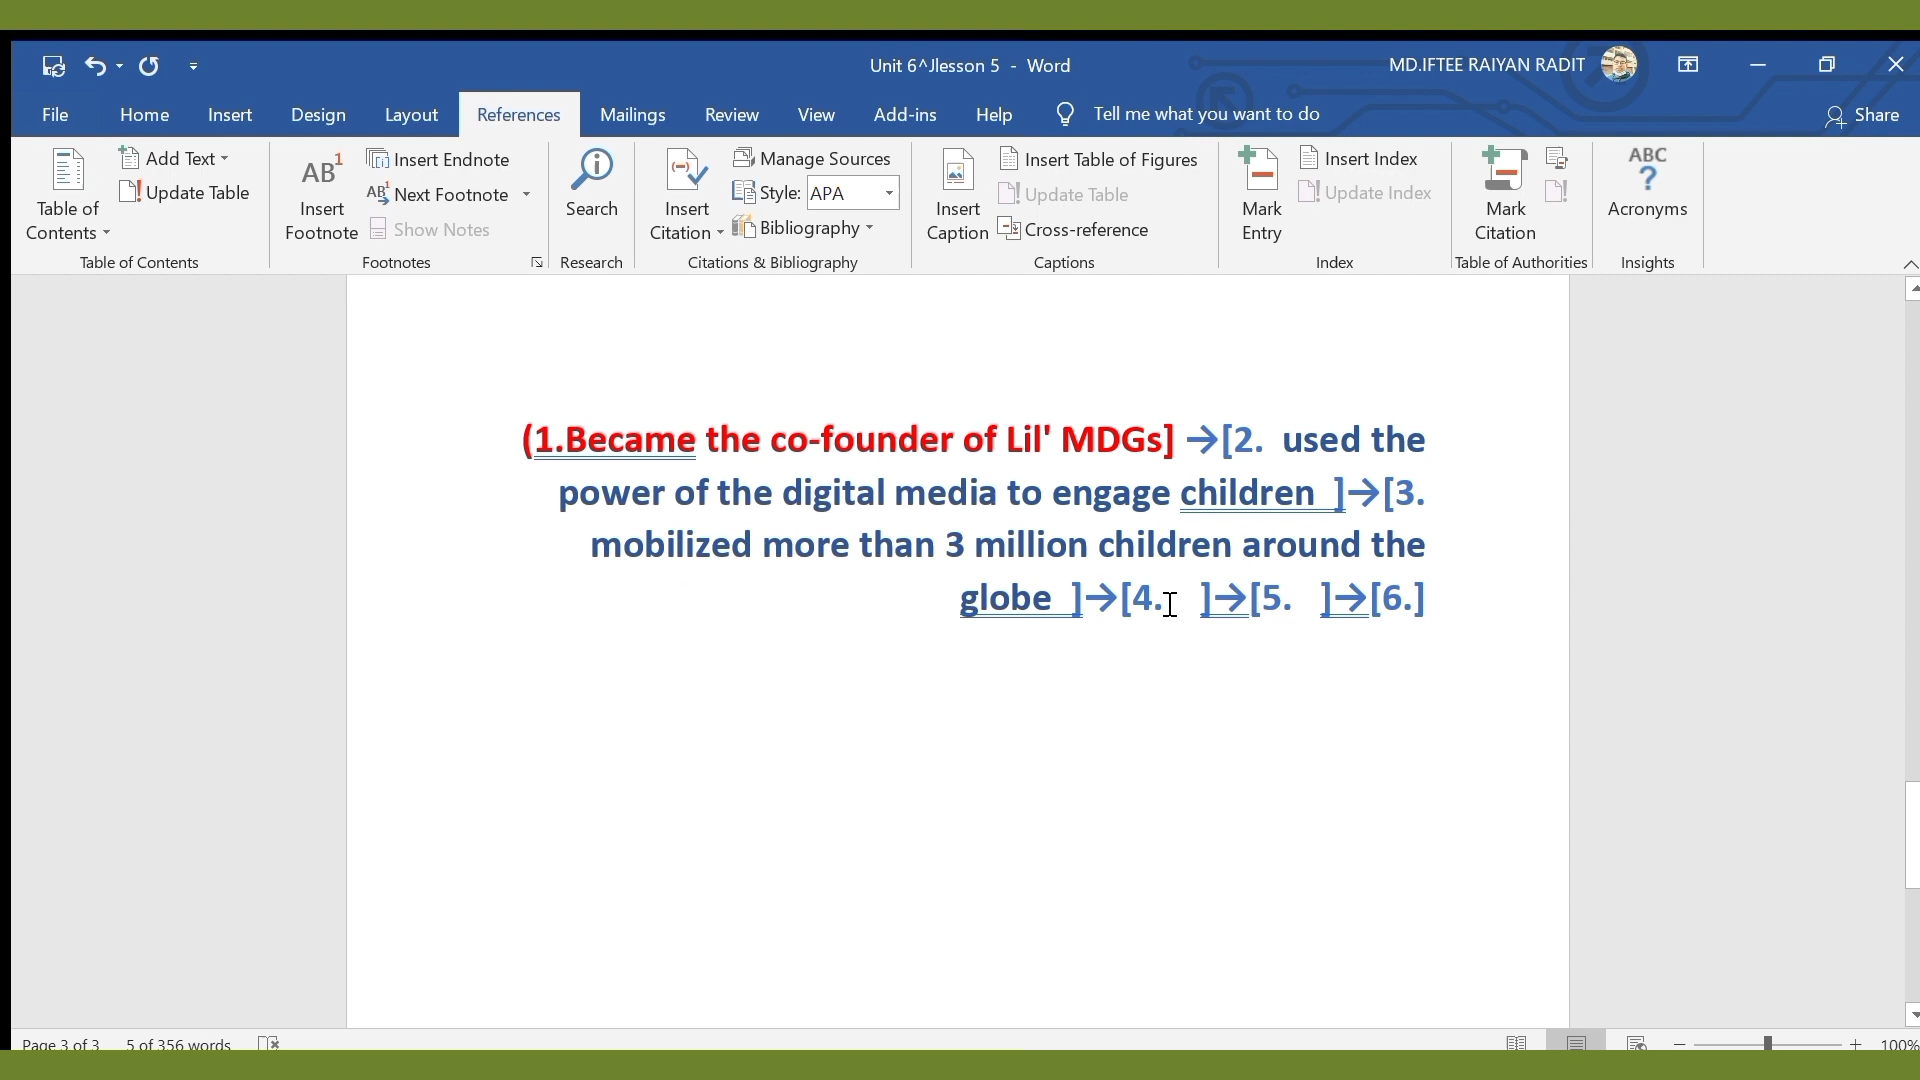 Unit 6^Jlesson 5 - Word
MD.IFTEE RAIYAN RADIT
File Home Insert Design Layout References Mailings Review View Add-ins Help Tell me what you want to do Share
Table of Contents
Add Text
Update Table
Table of Contents
AB1 Insert Footnote
Insert Endnote
AB1 Next Footnote
Show Notes
Footnotes
Search
Research
Insert Citation
Manage Sources
Style: APA
Bibliography
Citations & Bibliography
Insert Caption
Insert Table of Figures
Update Table
Cross-reference
Captions
Mark Entry
Insert Index
Update Index
Index
Mark Citation
Table of Authorities
ABC ? Acronyms
Insights
(1.Became the co-founder of Lil' MDGs] →[2. used the
power of the digital media to engage children ]→[3.
mobilized more than 3 million children around the
globe ]→[4. ]→[5. ]→[6.]
Page 3 of 3 5 of 356 words 100%